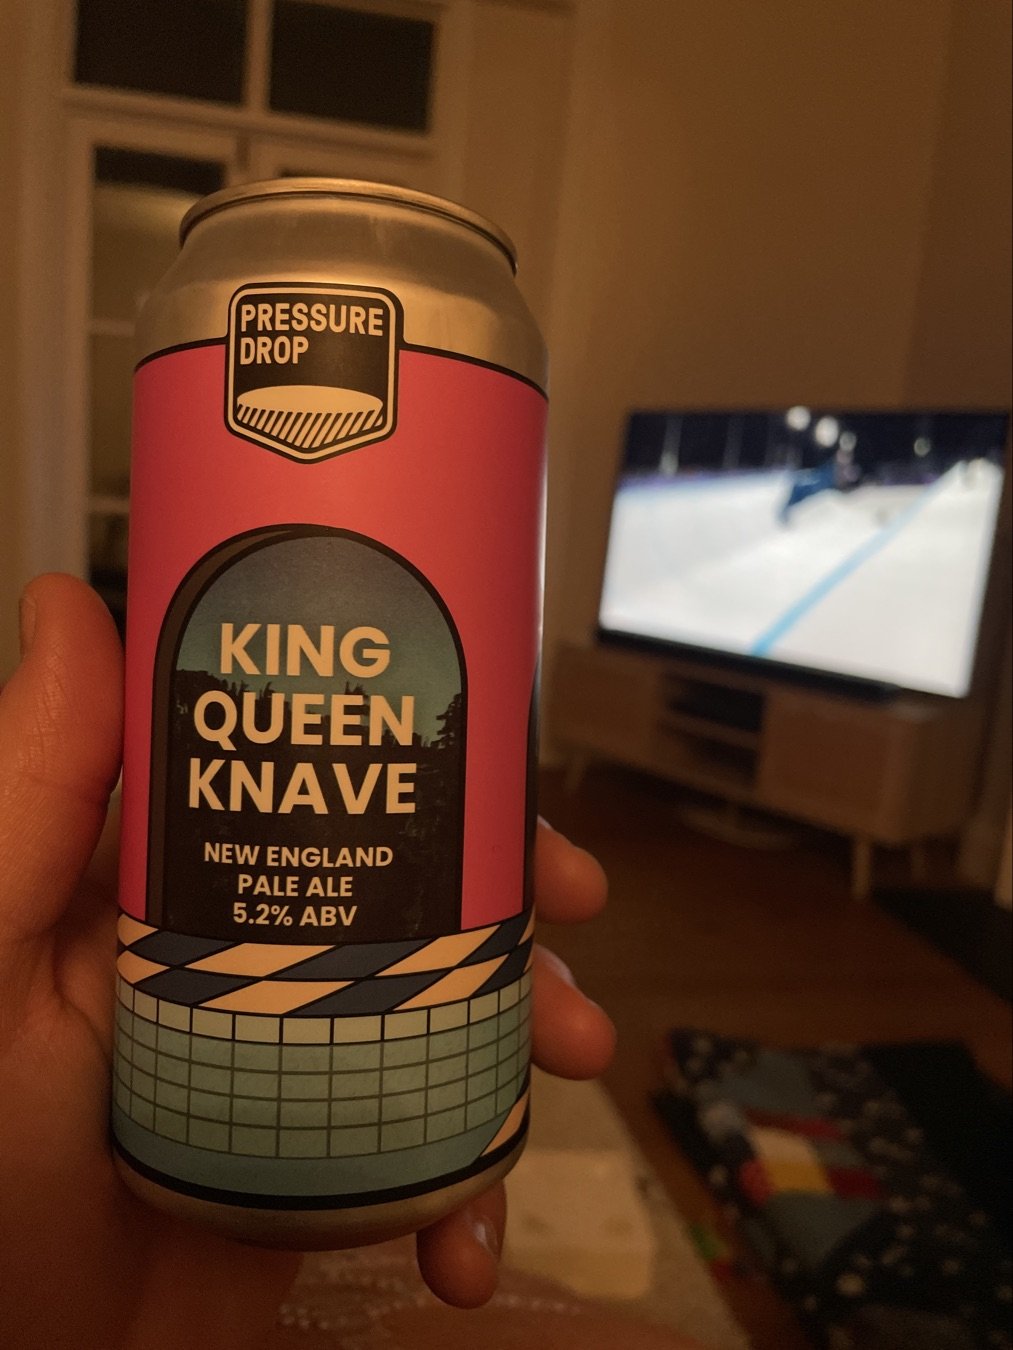 PRESSURE
DROP
KING
QUEEN
KNAVE
NEW ENGLAND
PALE ALE
5.2% ABV